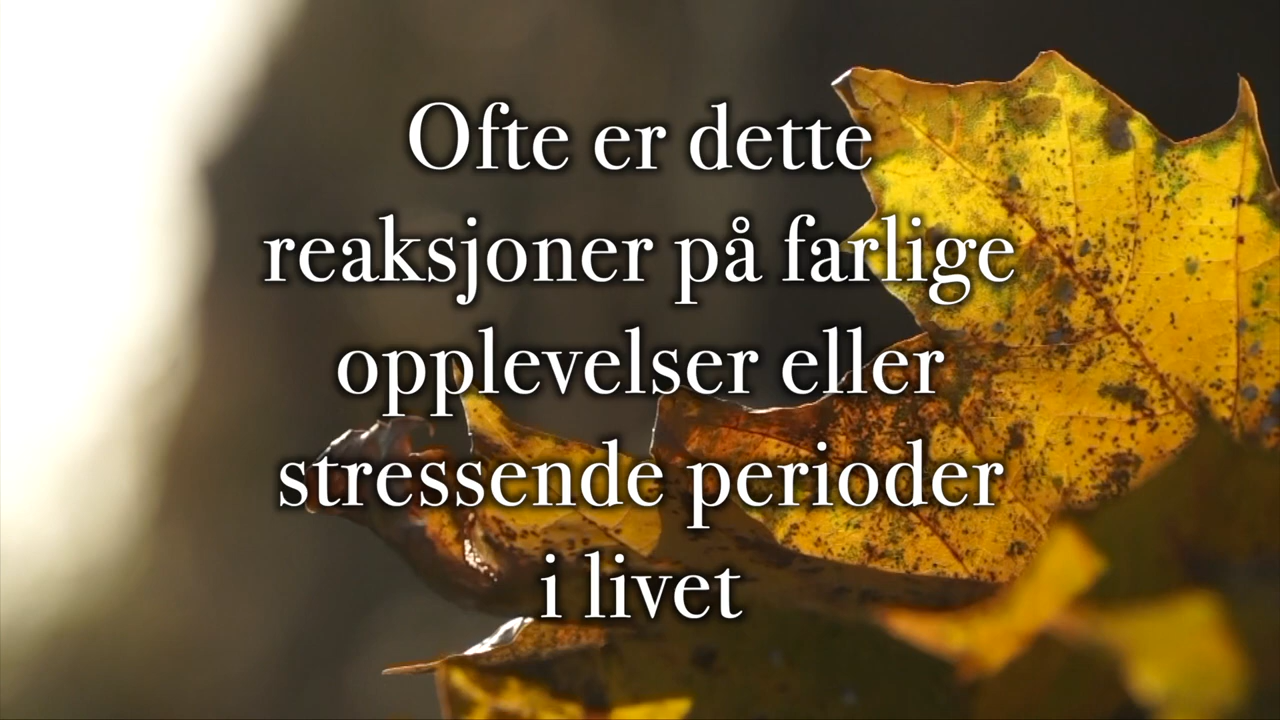 Ofte er dette
reaksjoner på farlige
opplevelser eller
stressende perioder
i livet